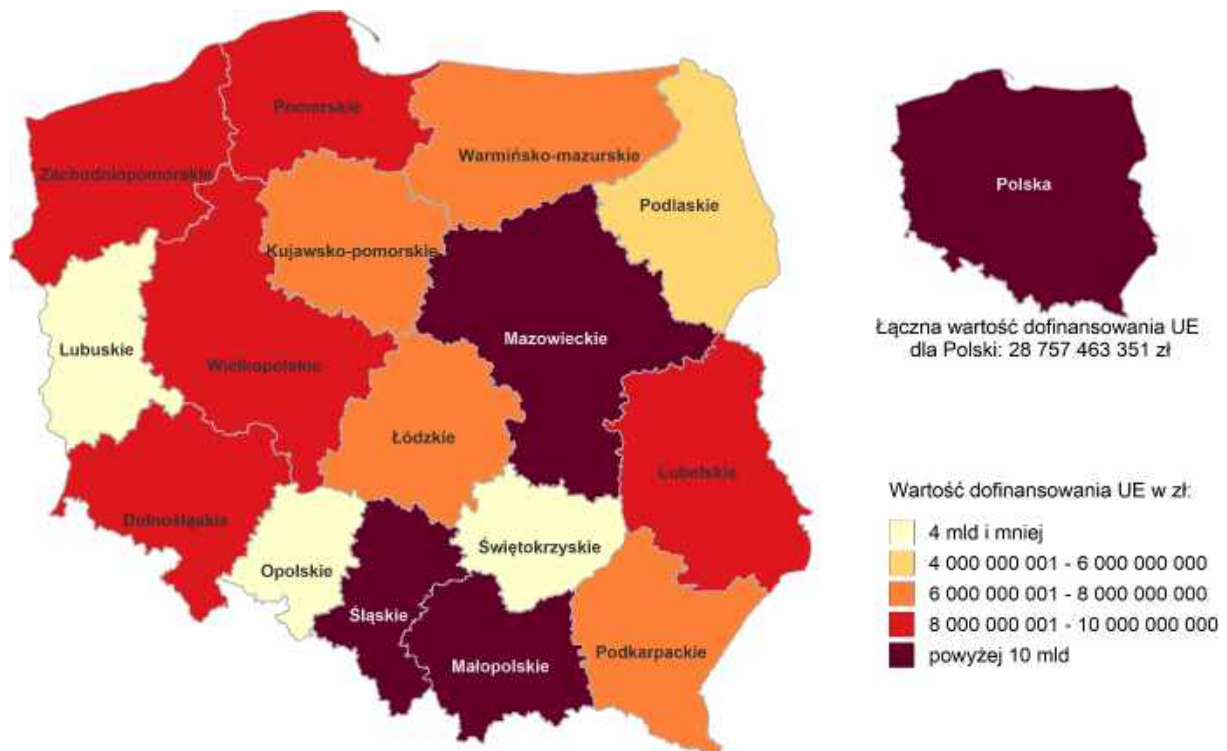 Pomorskie
Zachodniopomorskie
Warmińsko-mazurskie
Podlaskie
Kujawsko-pomorskie
Lubuskie
Wielkopolskie
Mazowieckie
Łódzkie
Lubelskie
Dolnośląskie
Opolskie
Świętokrzyskie
Śląskie
Małopolskie
Podkarpackie
Polska
Łączna wartość dofinansowania UE
dla Polski: 28 757 463 351 zł
Wartość dofinansowania UE w zł:
4 mld i mniej
4 000 000 001 - 6 000 000 000
6 000 000 001 - 8 000 000 000
8 000 000 001 - 10 000 000 000
powyżej 10 mld